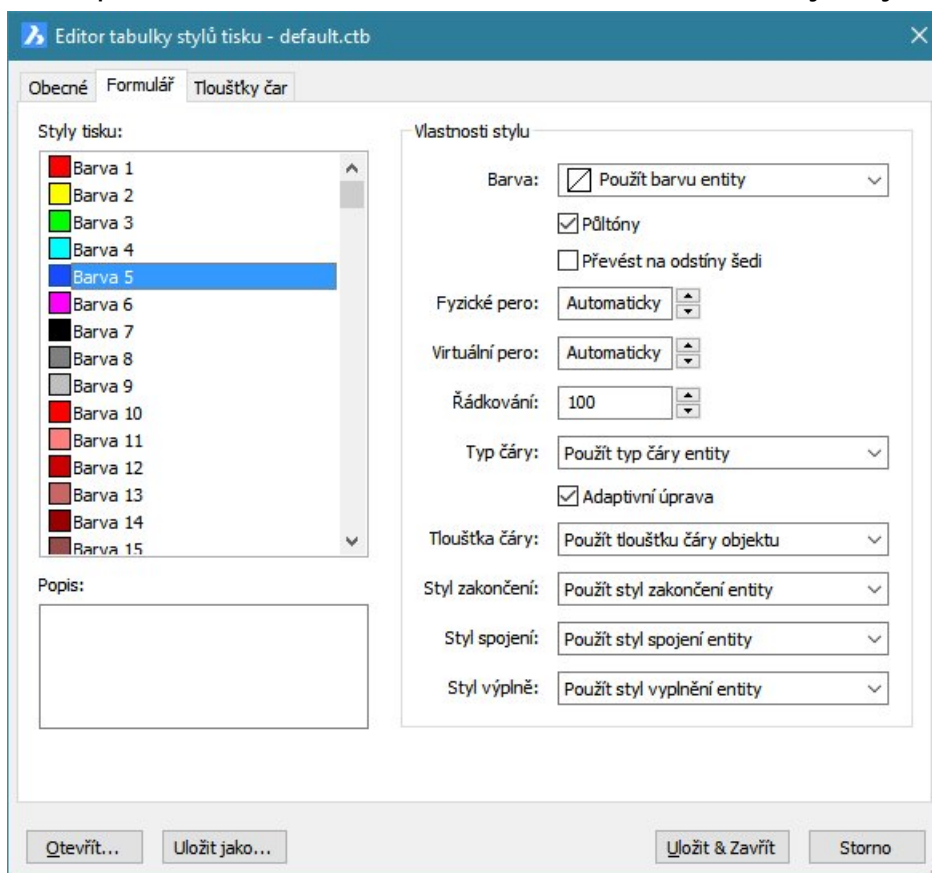 Editor tabulky stylů tisku - default.ctb
Obecné Formulář Tloušťky čar
Styly tisku:
Barva 1
Barva 2
Barva 3
Barva 4
Barva 5
Barva 6
Barva 7
Barva 8
Barva 9
Barva 10
Barva 11
Barva 12
Barva 13
Barva 14
Barva 15
Popis:
Vlastnosti stylu
Barva: Použít barvu entity
Půltóny
Převést na odstíny šedi
Fyzické pero: Automaticky
Virtuální pero: Automaticky
Řádkování: 100
Typ čáry: Použít typ čáry entity
Adaptivní úprava
Tloušťka čáry: Použít tloušťku čáry objektu
Styl zakončení: Použít styl zakončení entity
Styl spojení: Použít styl spojení entity
Styl výplně: Použít styl vyplnění entity
Otevřít... Uložit jako... Uložit & Zavřít Storno